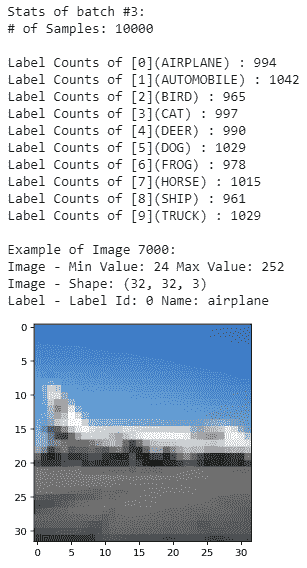 Stats of batch #3:
# of Samples: 10000
Label Counts of [0](AIRPLANE) : 994
Label Counts of [1](AUTOMOBILE) : 1042
Label Counts of [2](BIRD) : 965
Label Counts of [3](CAT) : 997
Label Counts of [4](DEER) : 990
Label Counts of [5](DOG) : 1029
Label Counts of [6](FROG) : 978
Label Counts of [7](HORSE) : 1015
Label Counts of [8](SHIP) : 961
Label Counts of [9](TRUCK) : 1029
Example of Image 7000:
Image - Min Value: 24 Max Value: 252
Image - Shape: (32, 32, 3)
Label - Label Id: 0 Name: airplane
0
5
10
15
20
25
30
0 5 10 15 20 25 30